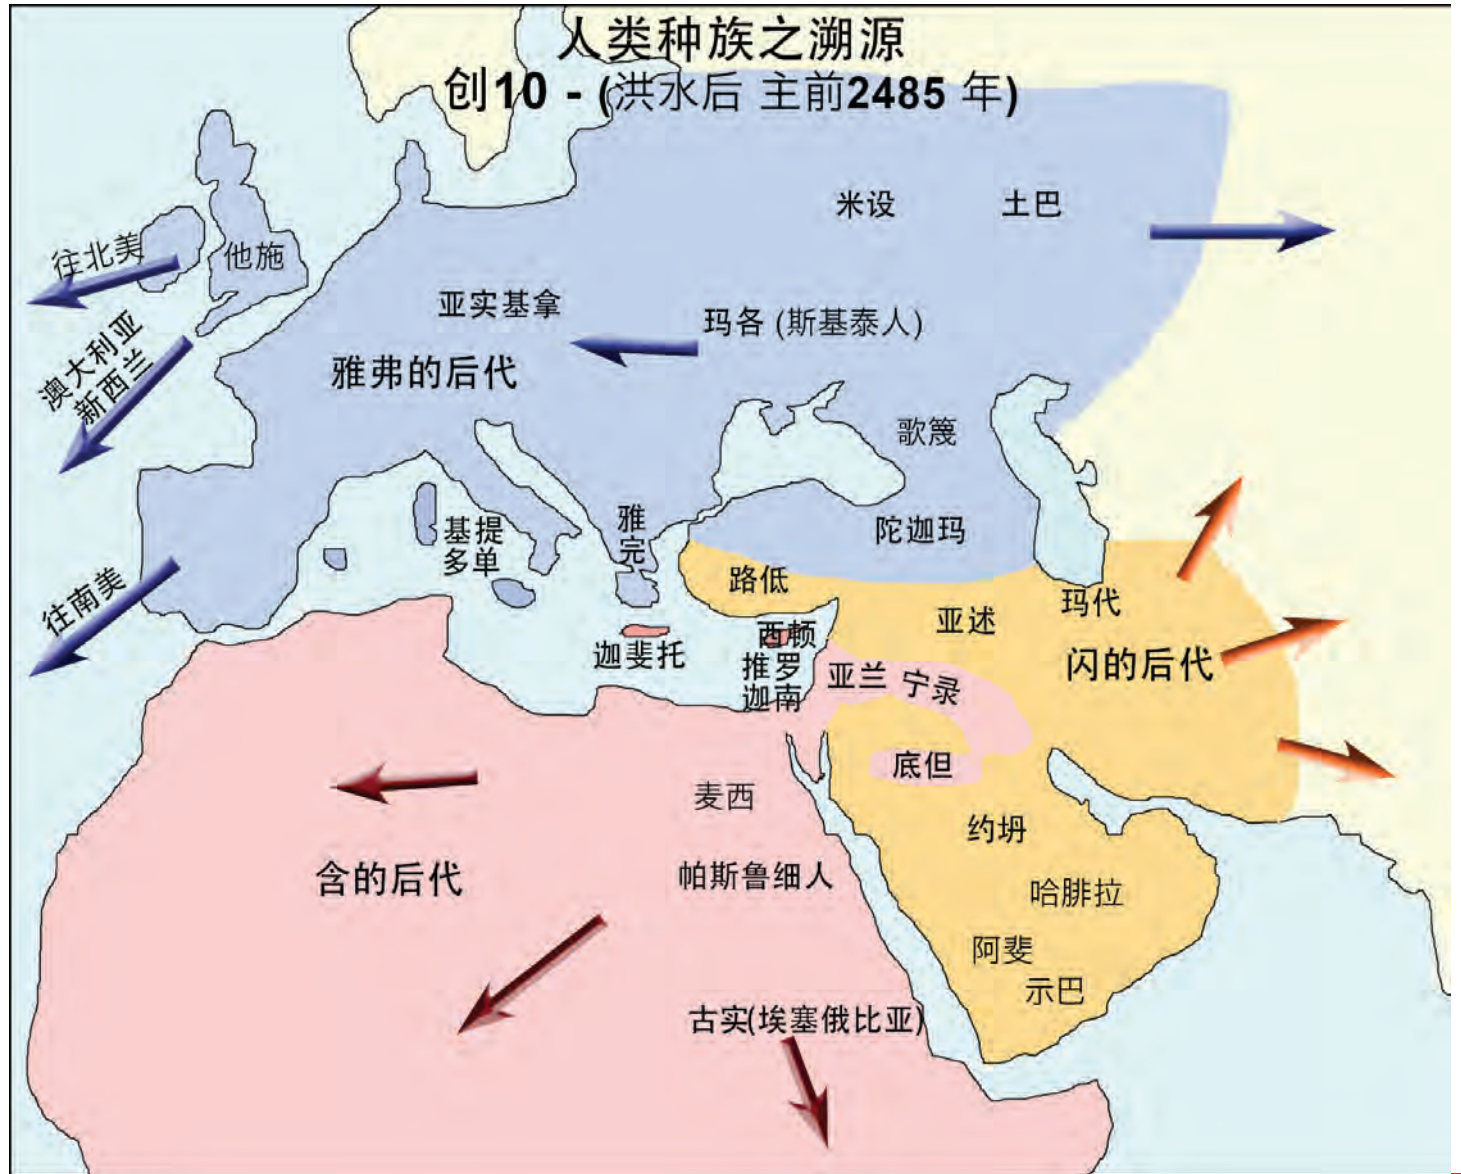 人类种族之溯源
创10 - (洪水后 主前2485 年)
米设
土巴
往北美
他施
亚实基拿
玛各 (斯基泰人)
澳大利亚
新西兰
雅弗的后代
歌篾
基提
多单
雅
完
陀迦玛
往南美
路低
亚述
玛代
迦斐托
西顿
推罗
迦南
亚兰
宁录
闪的后代
底但
麦西
约坍
含的后代
帕斯鲁细人
哈腓拉
阿斐
示巴
古实(埃塞俄比亚)